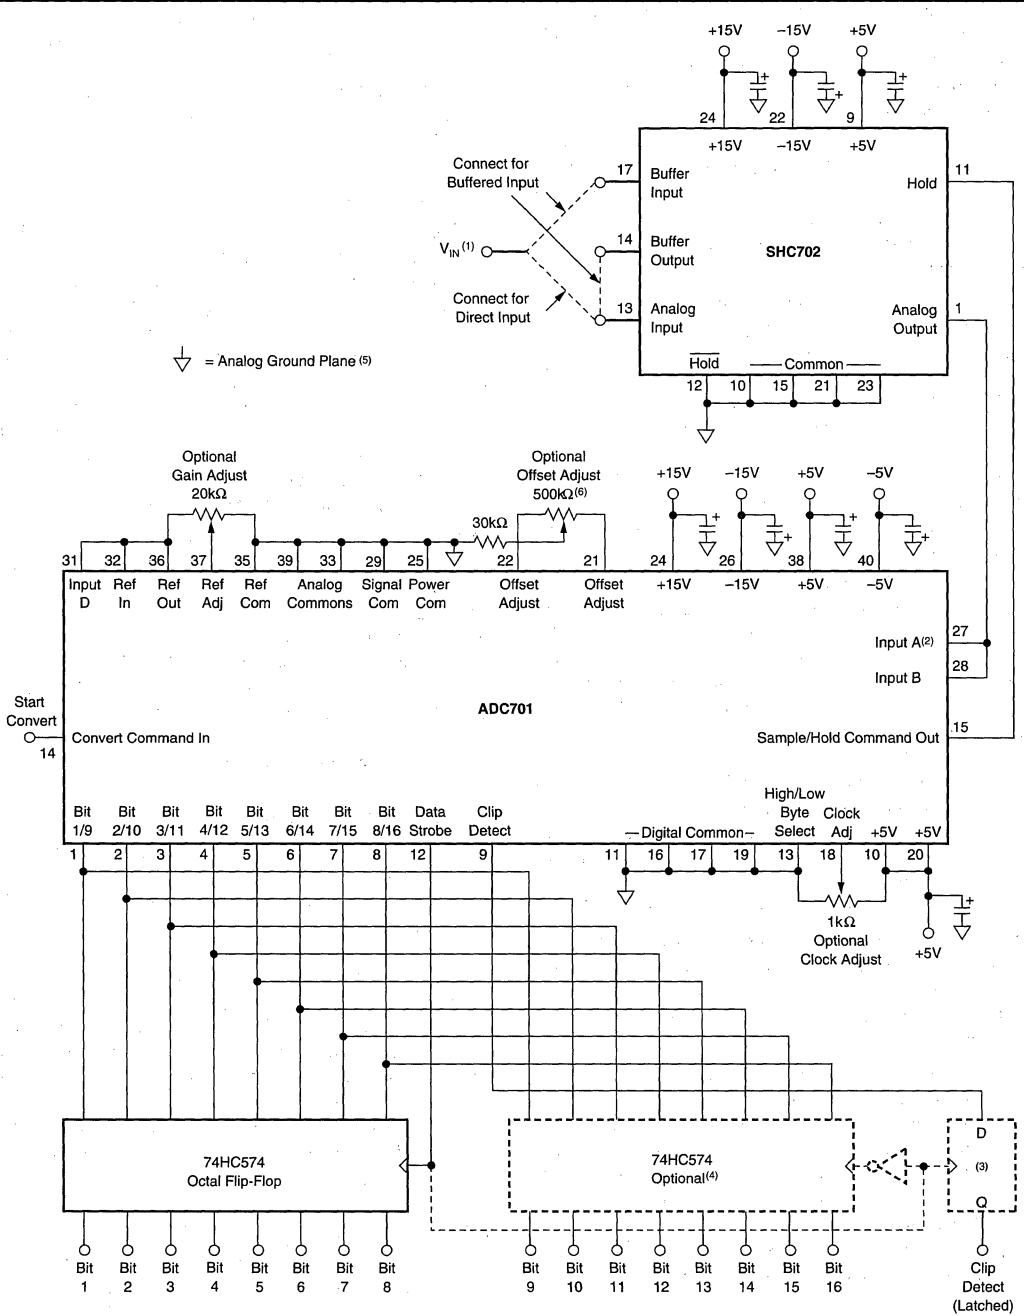 +15V −15V +5V
24 22 9
+15V −15V +5V
Connect for
Buffered Input
17 Buffer
Input
Hold 11
14 Buffer
Output
V_IN (1)
SHC702
Connect for
Direct Input
13 Analog
Input
Analog
Output 1
= Analog Ground Plane (5)
Hold Common
12 10 15 21 23
Optional
Gain Adjust
20kΩ
Optional
Offset Adjust
500kΩ(6)
30kΩ
+15V −15V +5V −5V
31 32 36 37 35 39 33 29 25 22 21 24 26 38 40
Input
D
Ref
In
Ref
Out
Ref
Adj
Ref
Com
Analog
Commons
Signal
Com
Power
Com
Offset
Adjust
Offset
Adjust
+15V −15V +5V −5V
Input A(2) 27
Input B 28
ADC701
Start
Convert
14
Convert Command In
Sample/Hold Command Out 15
Bit
1/9
Bit
2/10
Bit
3/11
Bit
4/12
Bit
5/13
Bit
6/14
Bit
7/15
Bit
8/16
Data
Strobe
Clip
Detect
Digital Common
High/Low
Byte
Select
Clock
Adj
+5V +5V
1 2 3 4 5 6 7 8 12 9 11 16 17 19 13 18 10 20
1kΩ
Optional
Clock Adjust
+5V
74HC574
Octal Flip-Flop
74HC574
Optional(4)
D
(3)
Q
Bit
1
Bit
2
Bit
3
Bit
4
Bit
5
Bit
6
Bit
7
Bit
8
Bit
9
Bit
10
Bit
11
Bit
12
Bit
13
Bit
14
Bit
15
Bit
16
Clip
Detect
(Latched)